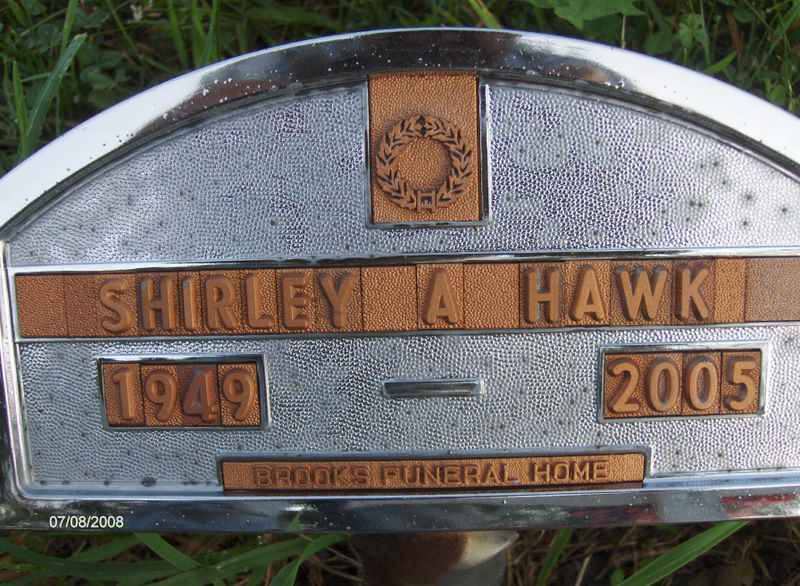 SHIRLEY A HAWK
1949 - 2005
BROOKS FUNERAL HOME
07/08/2008